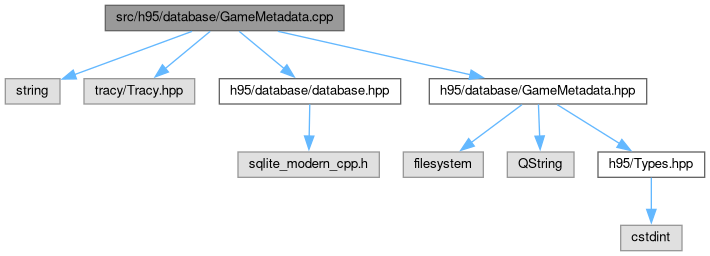 src/h95/database/GameMetadata.cpp
string
tracy/Tracy.hpp
h95/database/database.hpp
h95/database/GameMetadata.hpp
sqlite_modern_cpp.h
filesystem
QString
h95/Types.hpp
cstdint